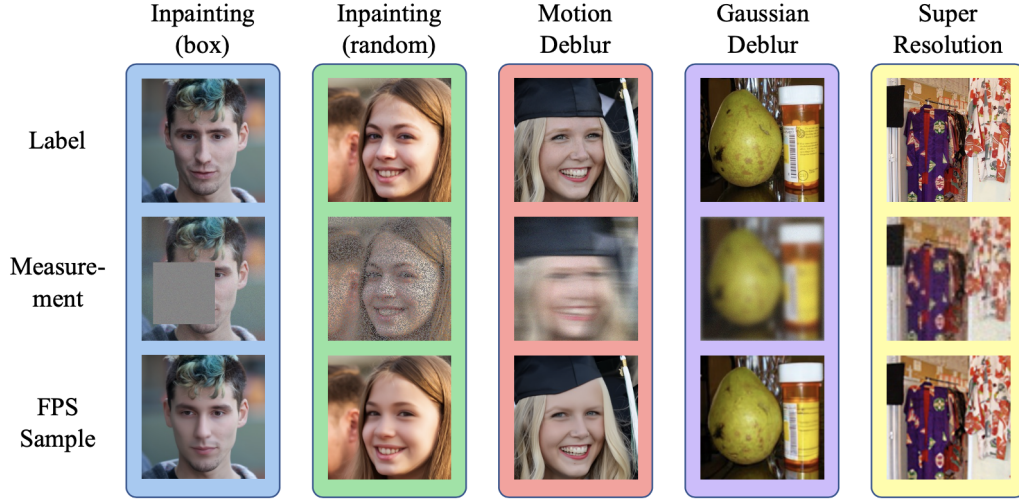 Inpainting
(box)
Inpainting
(random)
Motion
Deblur
Gaussian
Deblur
Super
Resolution
Label
Measure-
ment
FPS
Sample